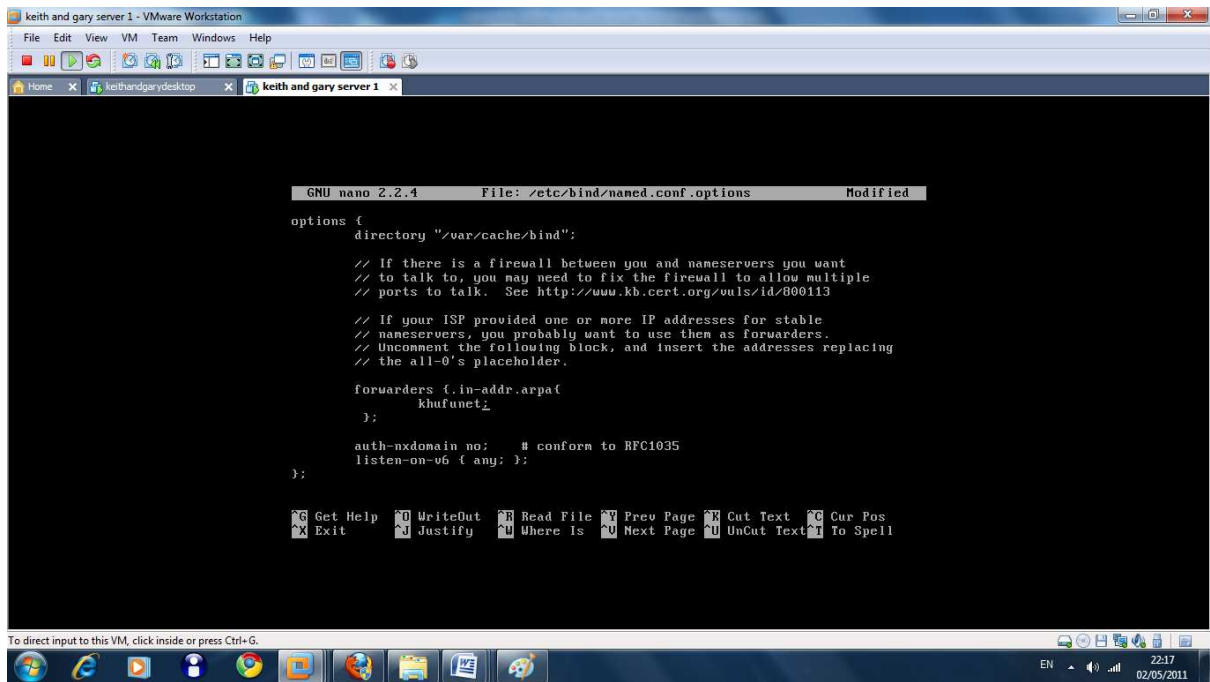 keith and gary server 1 - VMware Workstation
File Edit View VM Team Windows Help
Home X keithandgarydesktop X keith and gary server 1 X
GNU nano 2.2.4 File: /etc/bind/named.conf.options Modified
options {
directory "/var/cache/bind";
// If there is a firewall between you and nameservers you want
// to talk to, you may need to fix the firewall to allow multiple
// ports to talk. See http://www.kb.cert.org/vuls/id/800113
// If your ISP provided one or more IP addresses for stable
// nameservers, you probably want to use them as forwarders.
// Uncomment the following block, and insert the addresses replacing
// the all-0's placeholder.
forwarders {.in-addr.arpa{
khufunet;
};
auth-nxdomain no; # conform to RFC1035
listen-on-v6 { any; };
};
^G Get Help ^O WriteOut ^R Read File ^Y Prev Page ^K Cut Text ^C Cur Pos
^X Exit ^J Justify ^W Where Is ^V Next Page ^U UnCut Text ^T To Spell
To direct input to this VM, click inside or press Ctrl+G.
EN 22:17
02/05/2011